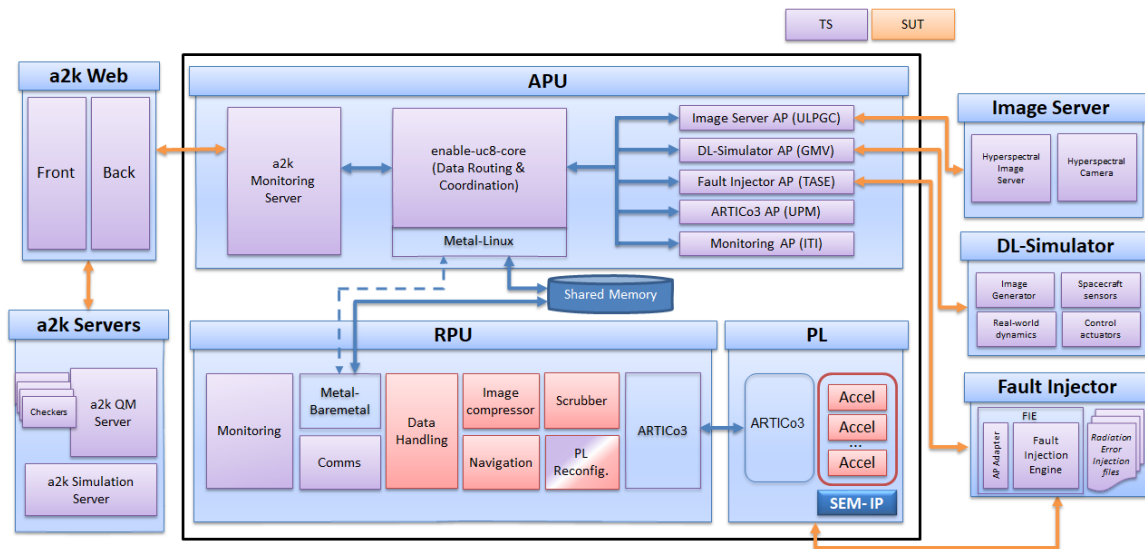 TS
SUT
a2k Web
Front
Back
APU
a2k
Monitoring
Server
enable-uc8-core
(Data Routing &
Coordination)
Metal-Linux
Image Server AP (ULPGC)
DL-Simulator AP (GMV)
Fault Injector AP (TASE)
ARTICo3 AP (UPM)
Monitoring AP (ITI)
Shared Memory
Image Server
Hyperspectral
Image
Server
Hyperspectral
Camera
DL-Simulator
Image
Generator
Spacecraft
sensors
Real-world
dynamics
Control
actuators
a2k Servers
Checkers
a2k QM
Server
a2k Simulation
Server
RPU
Monitoring
Metal-
Baremetal
Comms
Data
Handling
Image
compressor
Navigation
Scrubber
PL
Reconfig.
ARTICo3
PL
ARTICo3
Accel
Accel
...
Accel
SEM-IP
Fault Injector
FIE
AP Adapter
Fault
Injection
Engine
Radiation
Error
Injection
files